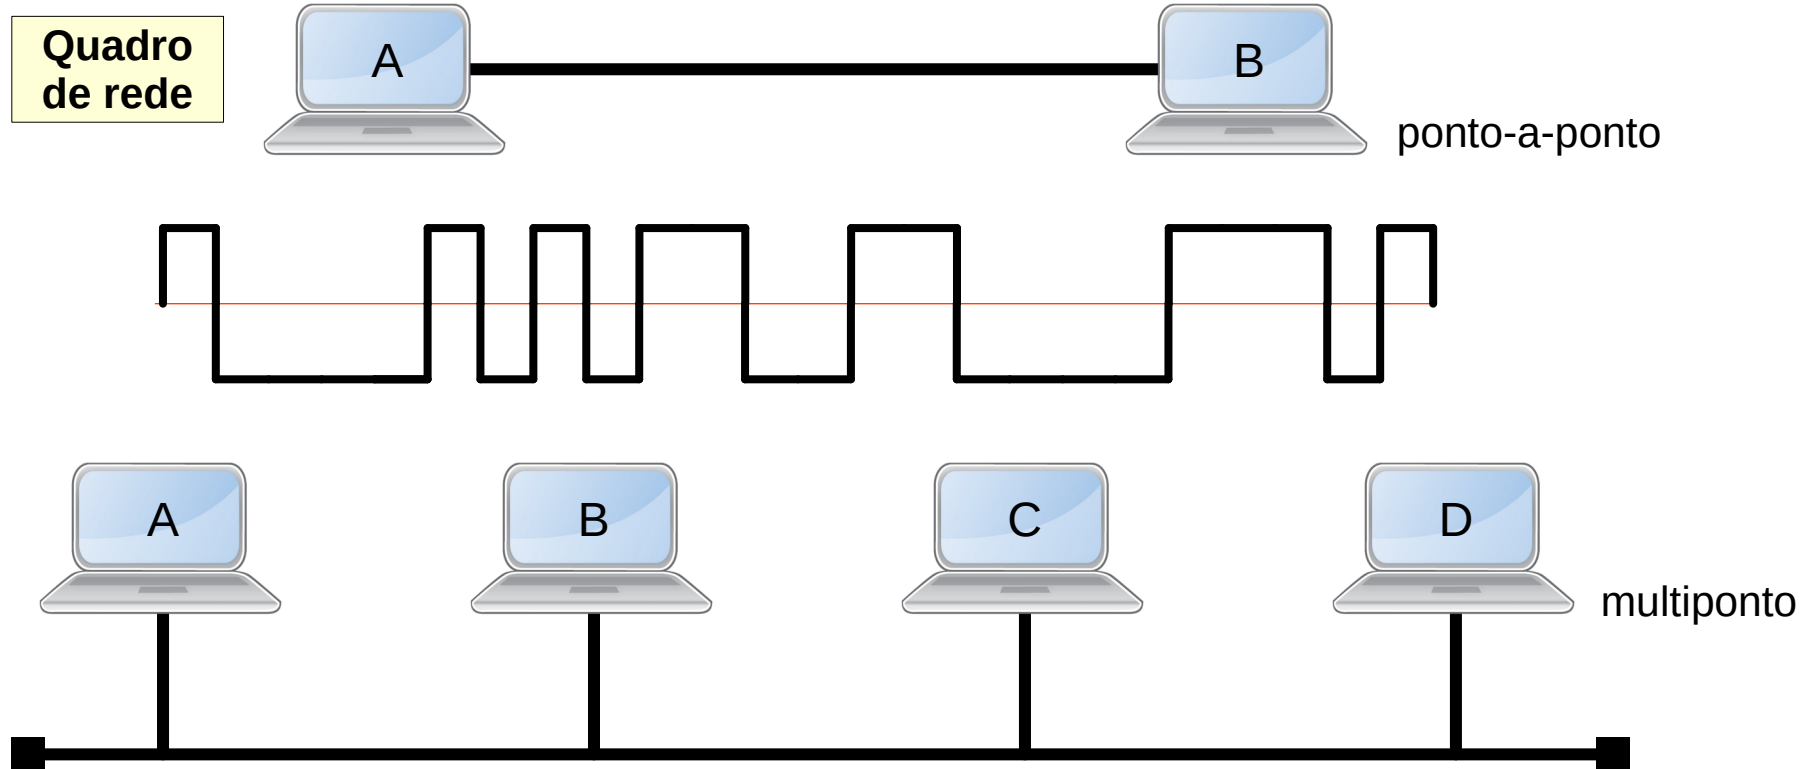 Quadro
de rede
A
B
ponto-a-ponto
A
B
C
D
multiponto